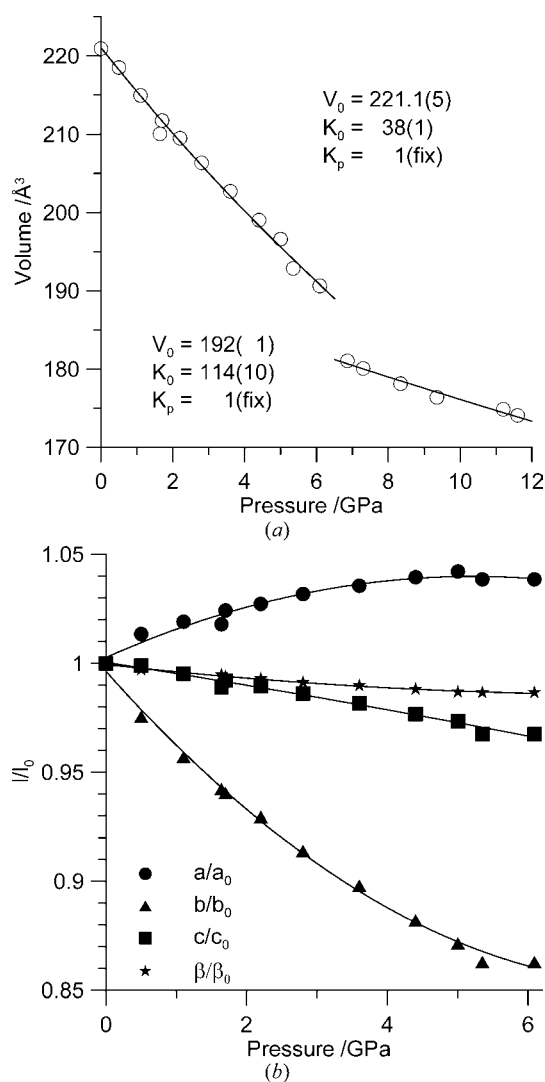 220
210
200
190
180
170
Volume /Å³
V₀ = 221.1(5)
K₀ = 38(1)
Kₚ = 1(fix)
V₀ = 192( 1)
K₀ = 114(10)
Kₚ = 1(fix)
0 2 4 6 8 10 12
Pressure /GPa
(a)
1.05
1
0.95
0.9
0.85
l/l₀
a/a₀
b/b₀
c/c₀
β/β₀
0 2 4 6
Pressure /GPa
(b)